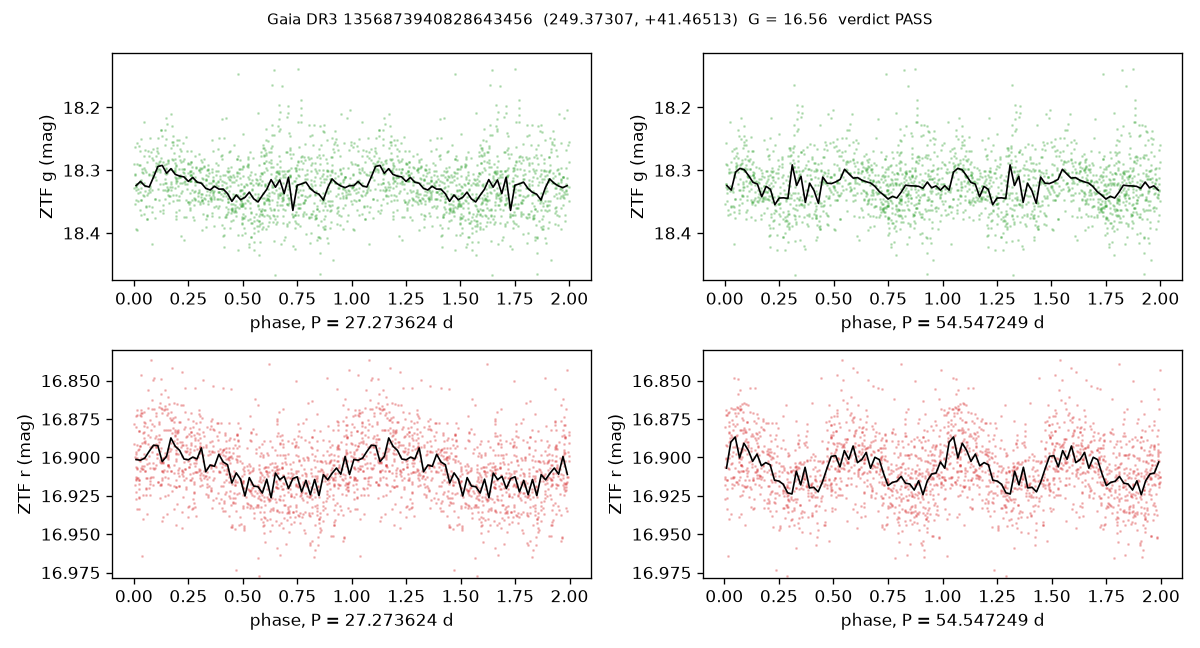 Gaia DR3 1356873940828643456 (249.37307, +41.46513) G = 16.56 verdict PASS
ZTF g (mag)
18.2
18.3
18.4
0.00 0.25 0.50 0.75 1.00 1.25 1.50 1.75 2.00
phase, P = 27.273624 d
ZTF g (mag)
18.2
18.3
18.4
0.00 0.25 0.50 0.75 1.00 1.25 1.50 1.75 2.00
phase, P = 54.547249 d
ZTF r (mag)
16.850
16.875
16.900
16.925
16.950
16.975
0.00 0.25 0.50 0.75 1.00 1.25 1.50 1.75 2.00
phase, P = 27.273624 d
ZTF r (mag)
16.850
16.875
16.900
16.925
16.950
16.975
0.00 0.25 0.50 0.75 1.00 1.25 1.50 1.75 2.00
phase, P = 54.547249 d